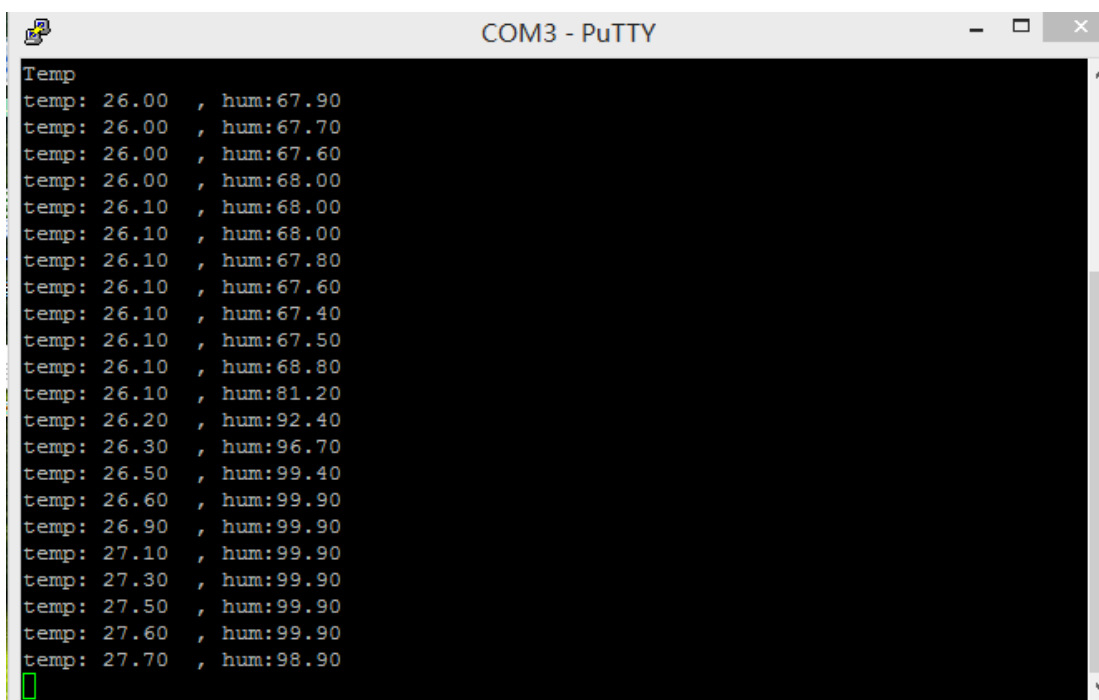 COM3 - PuTTY
Temp
temp: 26.00  , hum:67.90
temp: 26.00  , hum:67.70
temp: 26.00  , hum:67.60
temp: 26.00  , hum:68.00
temp: 26.10  , hum:68.00
temp: 26.10  , hum:68.00
temp: 26.10  , hum:67.80
temp: 26.10  , hum:67.60
temp: 26.10  , hum:67.40
temp: 26.10  , hum:67.50
temp: 26.10  , hum:68.80
temp: 26.10  , hum:81.20
temp: 26.20  , hum:92.40
temp: 26.30  , hum:96.70
temp: 26.50  , hum:99.40
temp: 26.60  , hum:99.90
temp: 26.90  , hum:99.90
temp: 27.10  , hum:99.90
temp: 27.30  , hum:99.90
temp: 27.50  , hum:99.90
temp: 27.60  , hum:99.90
temp: 27.70  , hum:98.90